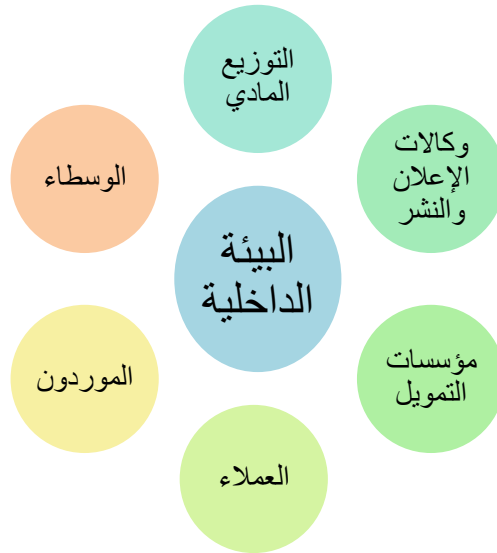 التوزيع
المادي
وكالات
الإعلان
والنشر
الوسطاء
البيئة
الداخلية
مؤسسات
التمويل
الموردون
العملاء